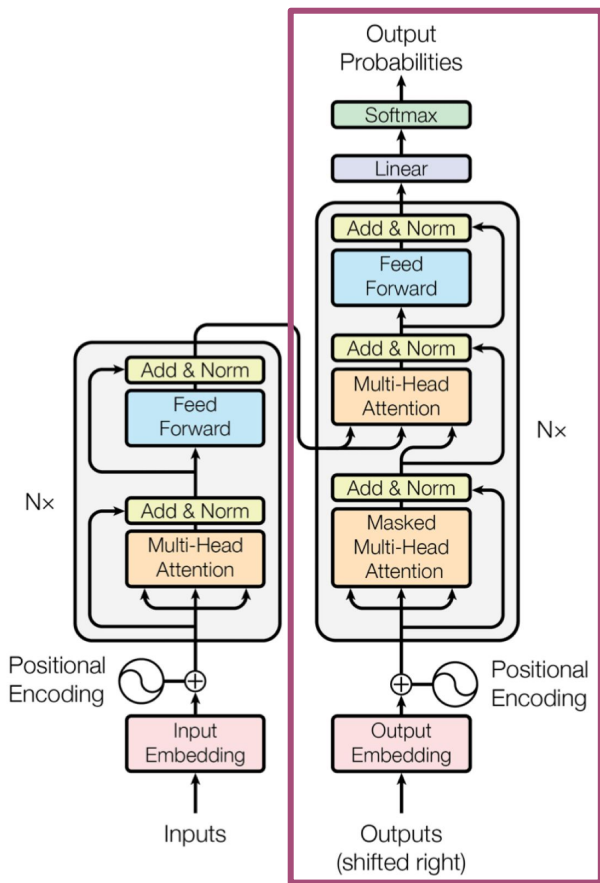 Output
Probabilities
Softmax
Linear
Add & Norm
Feed
Forward
Add & Norm
Multi-Head
Attention
Nx
Add & Norm
Masked
Multi-Head
Attention
Positional
Encoding
Output
Embedding
Outputs
(shifted right)
Add & Norm
Feed
Forward
Nx
Add & Norm
Multi-Head
Attention
Positional
Encoding
Input
Embedding
Inputs